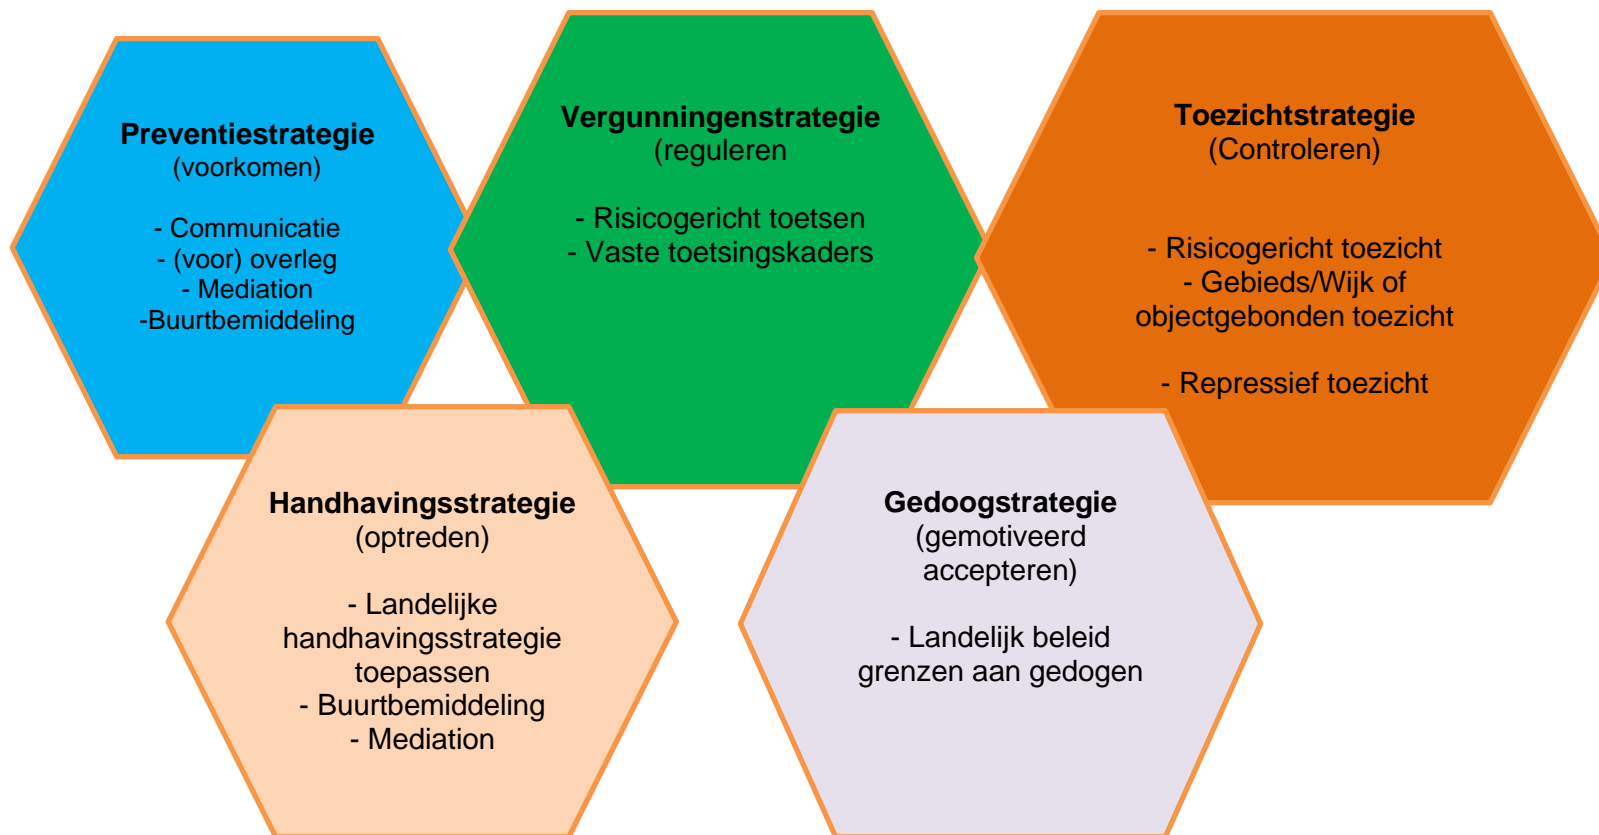 Preventiestrategie
(voorkomen)
- Communicatie
- (voor) overleg
- Mediation
-Buurtbemiddeling
Vergunningenstrategie
(reguleren
- Risicogericht toetsen
- Vaste toetsingskaders
Toezichtstrategie
(Controleren)
- Risicogericht toezicht
- Gebieds/Wijk of
objectgebonden toezicht
- Repressief toezicht
Handhavingsstrategie
(optreden)
- Landelijke
handhavingsstrategie
toepassen
- Buurtbemiddeling
- Mediation
Gedoogstrategie
(gemotiveerd
accepteren)
- Landelijk beleid
grenzen aan gedogen